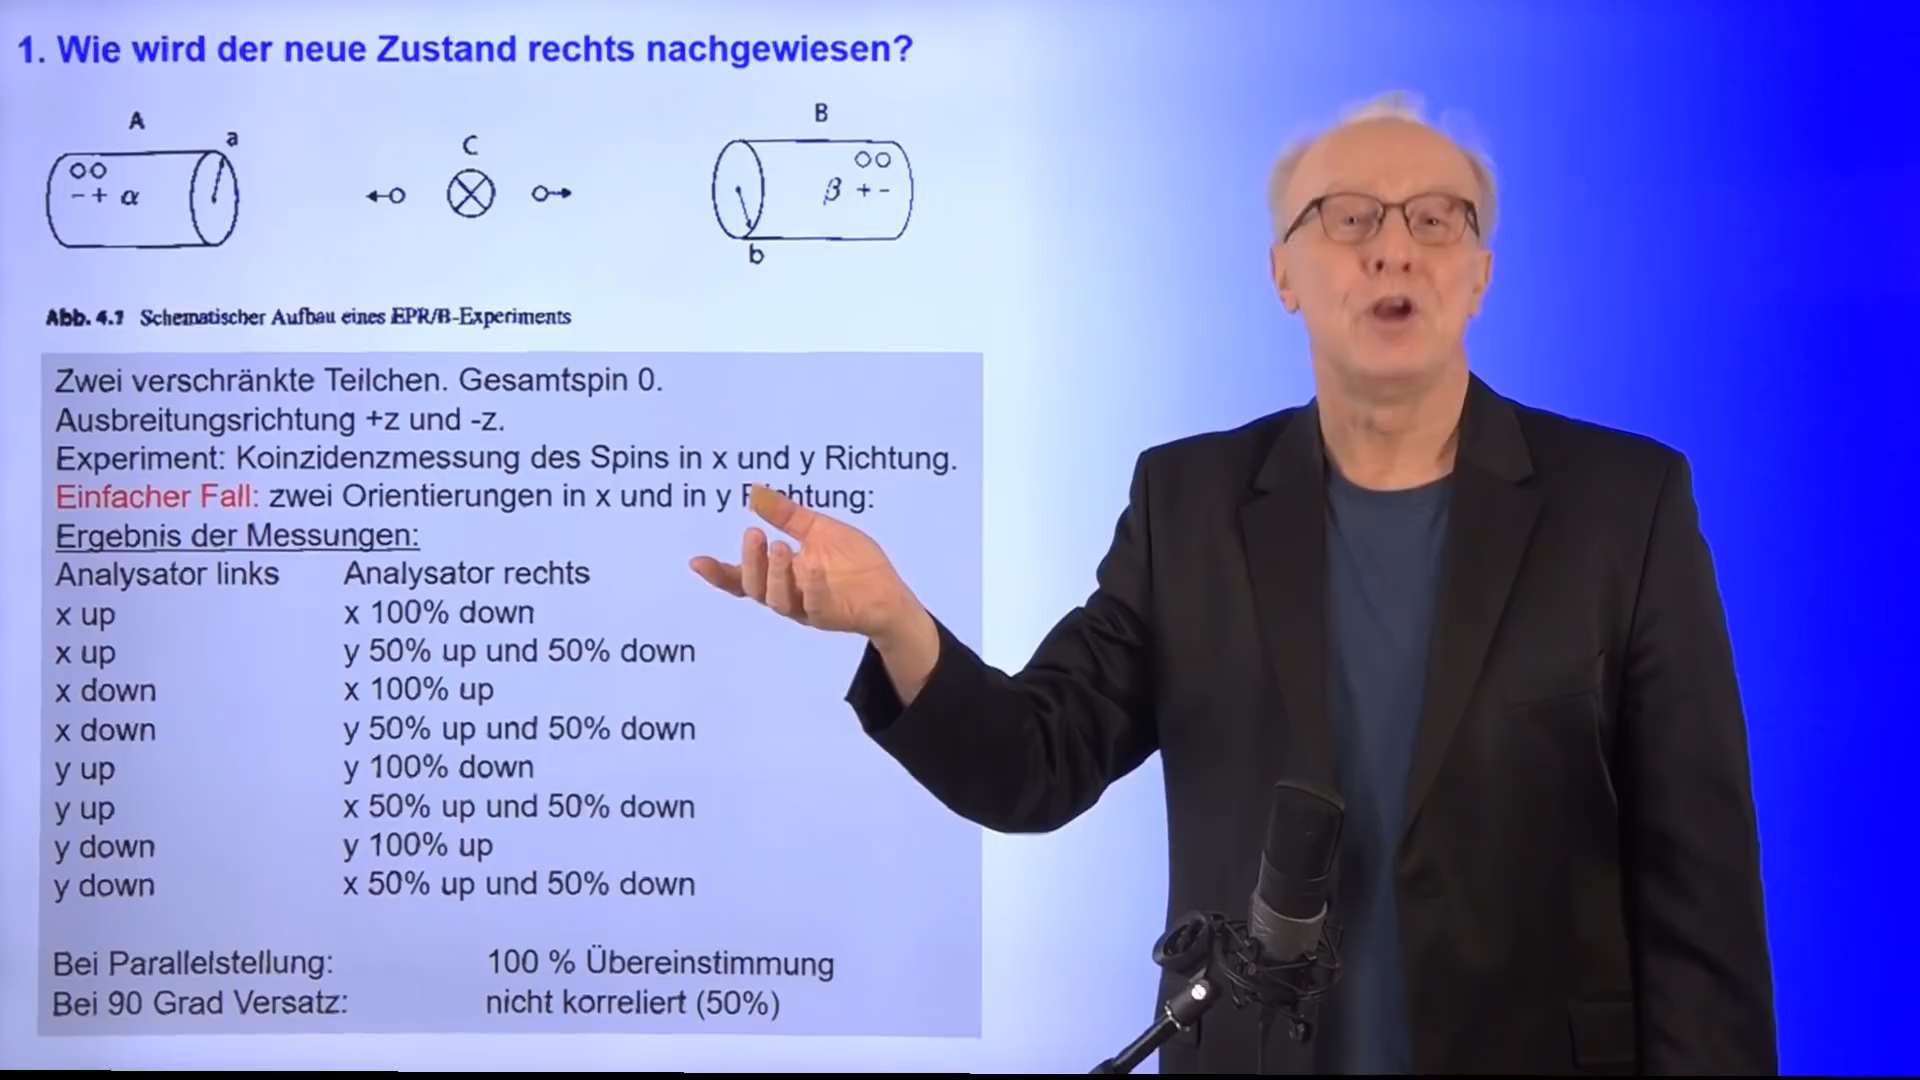 1. Wie wird der neue Zustand rechts nachgewiesen?
A
a
- + α
C
B
β + -
b
Abb. 4.1 Schematischer Aufbau eines EPR/B-Experiments
Zwei verschränkte Teilchen. Gesamtspin 0.
Ausbreitungsrichtung +z und -z.
Experiment: Koinzidenzmessung des Spins in x und y Richtung.
Einfacher Fall: zwei Orientierungen in x und in y Richtung:
Ergebnis der Messungen:
Analysator links Analysator rechts
x up x 100% down
x up y 50% up und 50% down
x down x 100% up
x down y 50% up und 50% down
y up y 100% down
y up x 50% up und 50% down
y down y 100% up
y down x 50% up und 50% down
Bei Parallelstellung: 100 % Übereinstimmung
Bei 90 Grad Versatz: nicht korreliert (50%)